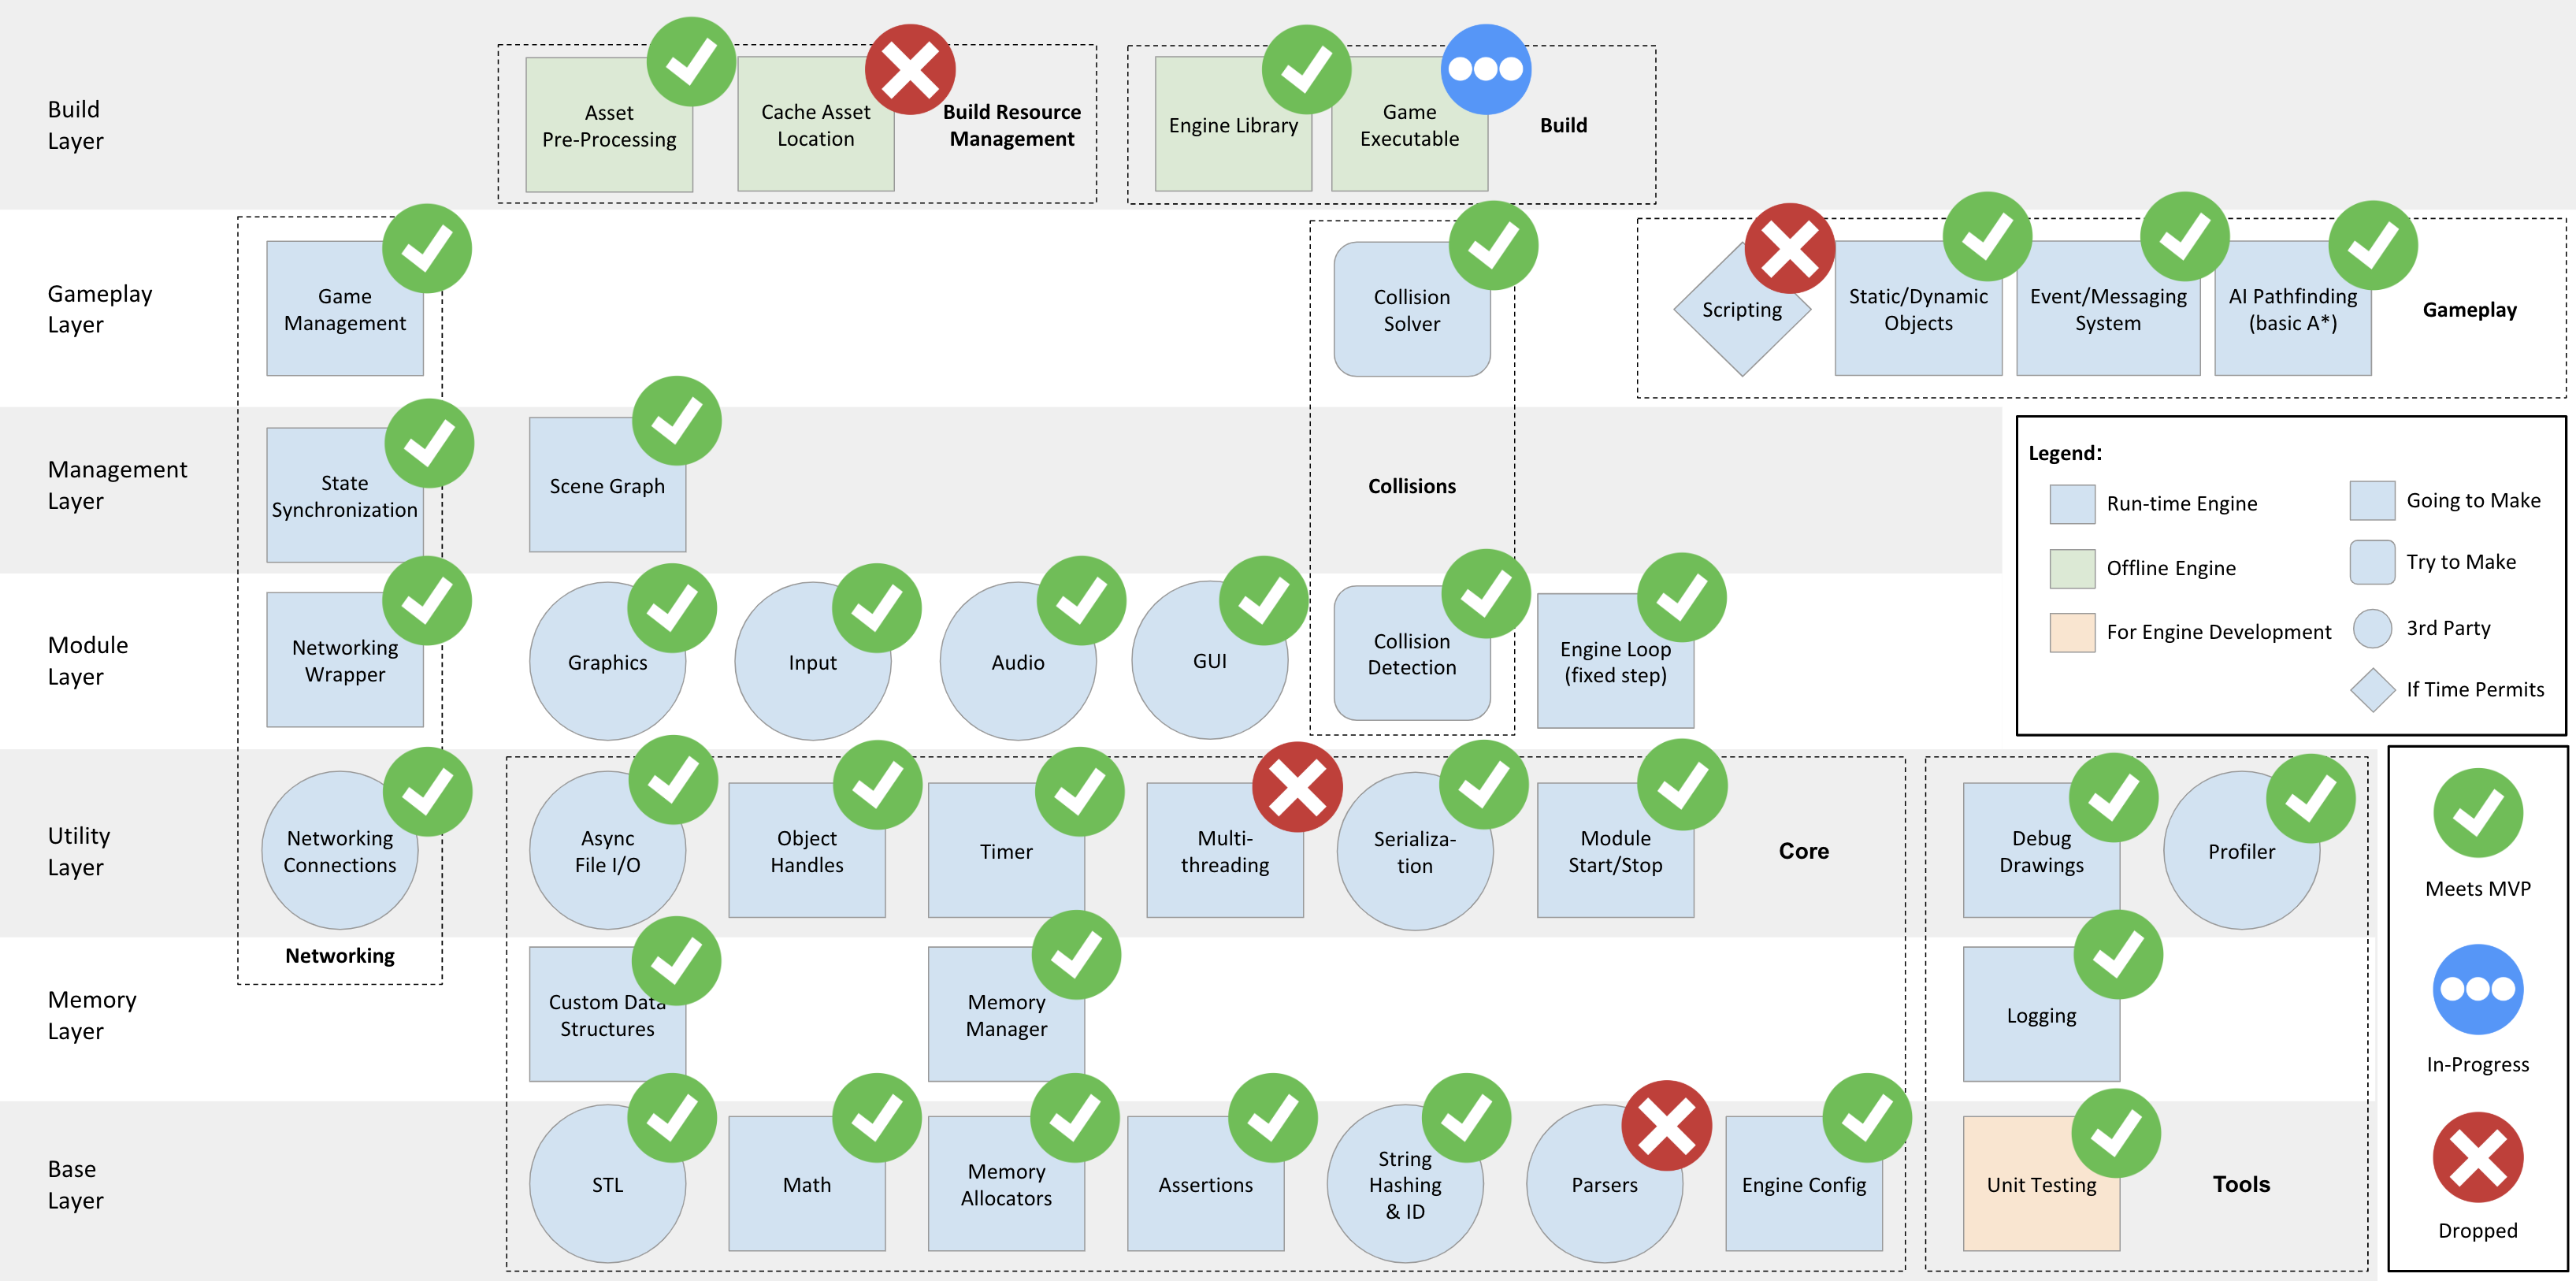 Build
Layer
Asset
Pre-Processing
Cache Asset
Location
Build Resource
Management
Engine Library
Game
Executable
Build
Gameplay
Layer
Game
Management
Collision
Solver
Scripting
Static/Dynamic
Objects
Event/Messaging
System
AI Pathfinding
(basic A*)
Gameplay
Management
Layer
State
Synchronization
Scene Graph
Collisions
Legend:
Run-time Engine
Going to Make
Offline Engine
Try to Make
For Engine Development
3rd Party
If Time Permits
Module
Layer
Networking
Wrapper
Graphics
Input
Audio
GUI
Collision
Detection
Engine Loop
(fixed step)
Utility
Layer
Networking
Connections
Async
File I/O
Object
Handles
Timer
Multi-
threading
Serializa-
tion
Module
Start/Stop
Core
Debug
Drawings
Profiler
Meets MVP
Networking
Memory
Layer
Custom Data
Structures
Memory
Manager
Logging
In-Progress
Base
Layer
STL
Math
Memory
Allocators
Assertions
String
Hashing
& ID
Parsers
Engine Config
Unit Testing
Tools
Dropped